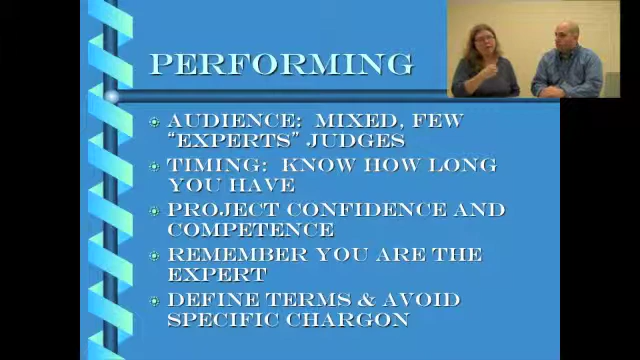 PERFORMING
AUDIENCE: MIXED, FEW
“EXPERTS” JUDGES
TIMING: KNOW HOW LONG
YOU HAVE
PROJECT CONFIDENCE AND
COMPETENCE
REMEMBER YOU ARE THE
EXPERT
DEFINE TERMS & AVOID
SPECIFIC CHARGON